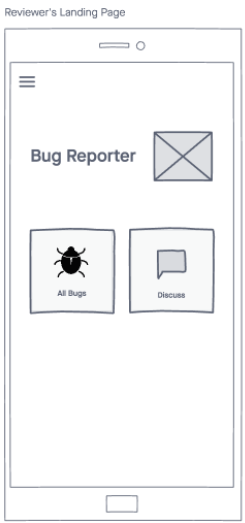 Reviewer's Landing Page
Bug Reporter
All Bugs
Discuss